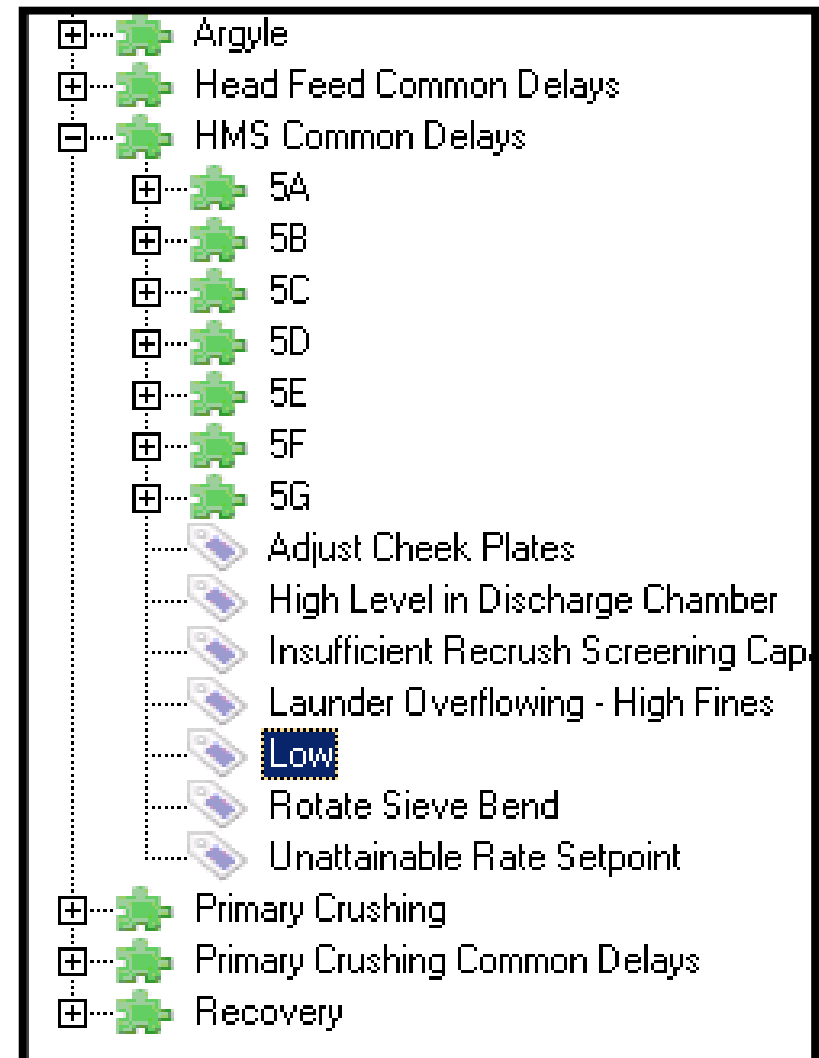 Argyle
Head Feed Common Delays
HMS Common Delays
5A
5B
5C
5D
5E
5F
5G
Adjust Cheek Plates
High Level in Discharge Chamber
Insufficient Recrush Screening
Launder Overflowing - High Fines
Low
Rotate Sieve Bend
Unattainable Rate Setpoint
Primary Crushing
Primary Crushing Common Delays
Recovery